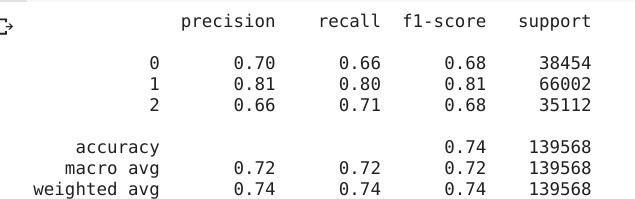 precision recall f1-score support
0 0.70 0.66 0.68 38454
1 0.81 0.80 0.81 66002
2 0.66 0.71 0.68 35112
accuracy 0.74 139568
macro avg 0.72 0.72 0.72 139568
weighted avg 0.74 0.74 0.74 139568